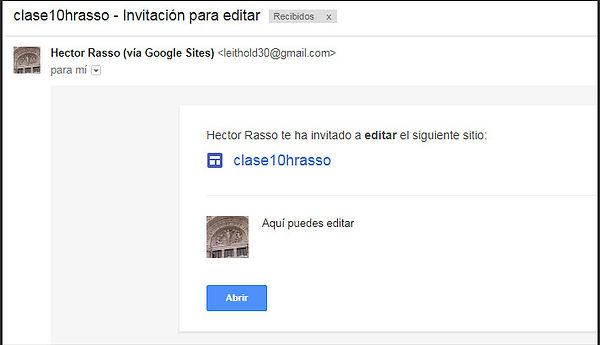 clase10hrasso - Invitación para editar Recibidos x
Hector Rasso (vía Google Sites) <leithold30@gmail.com>
para mí
Hector Rasso te ha invitado a editar el siguiente sitio:
clase10hrasso
Aquí puedes editar
Abrir